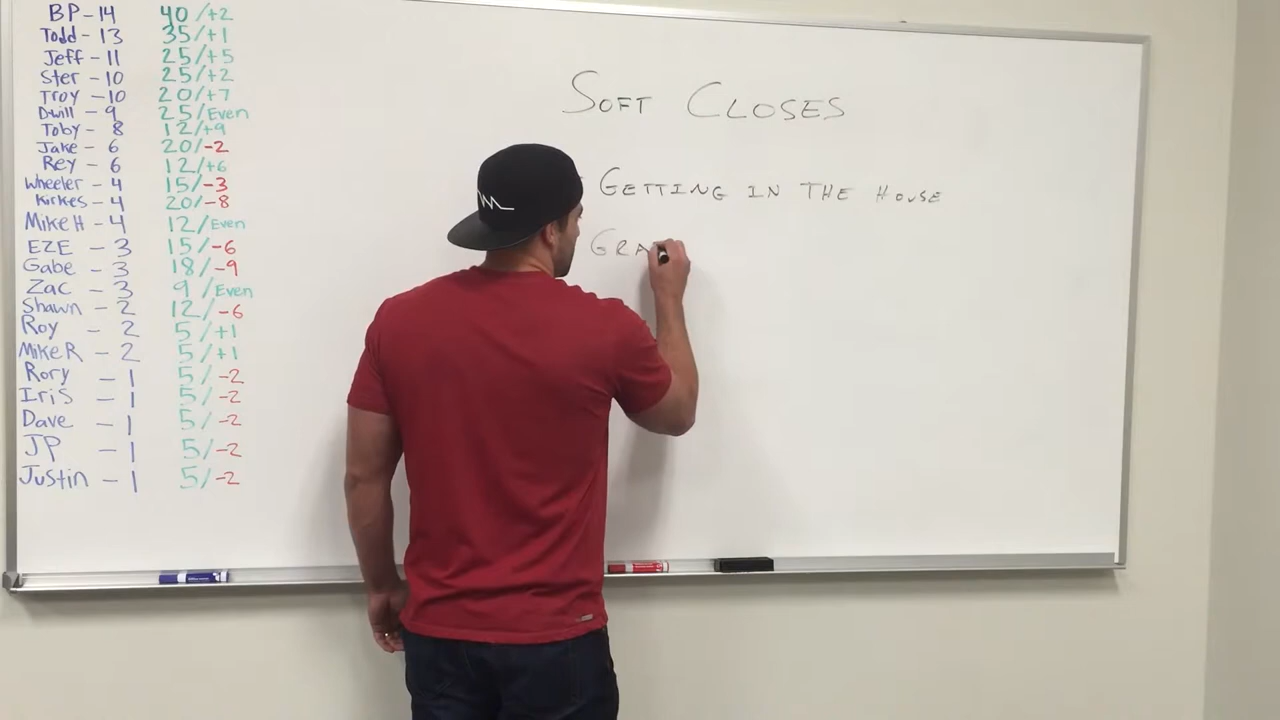 BP - 14 40 / +2
Todd - 13 35 / +1
Jeff - 11 25 / +5
Ster - 10 25 / +2
Troy - 10 20 / +7
Dwill - 9 25 / Even
Toby - 8 12 / +9
Jake - 6 20 / -2
Rey - 6 12 / +6
Wheeler - 4 15 / -3
Kirkes - 4 20 / -8
Mike H - 4 12 / Even
EZE - 3 15 / -6
Gabe - 3 18 / -9
Zac - 3 9 / Even
Shawn - 2 12 / -6
Roy - 2 5 / +1
Mike R - 2 5 / +1
Rory - 1 5 / -2
Iris - 1 5 / -2
Dave - 1 5 / -2
JP - 1 5 / -2
Justin - 1 5 / -2
SOFT CLOSES
GETTING IN THE HOUSE
GRA